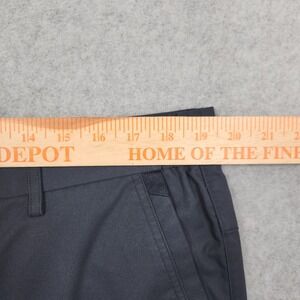 14 15 16 17 18 19 20 21
DEPOT HOME OF THE FINE